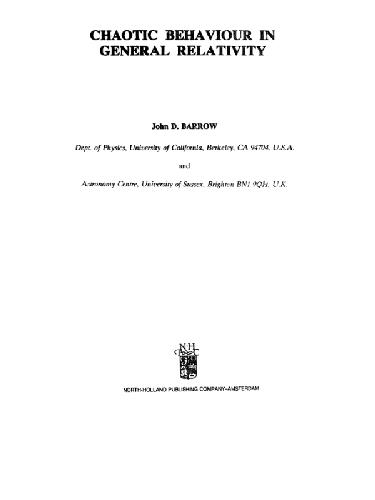 CHAOTIC BEHAVIOUR IN
GENERAL RELATIVITY
John D. BARROW
Dept. of Physics, University of California, Berkeley, CA 94704, U.S.A.
and
Astronomy Centre, University of Sussex, Brighton BN1 9QH, U.K.
NH
NORTH-HOLLAND PUBLISHING COMPANY-AMSTERDAM